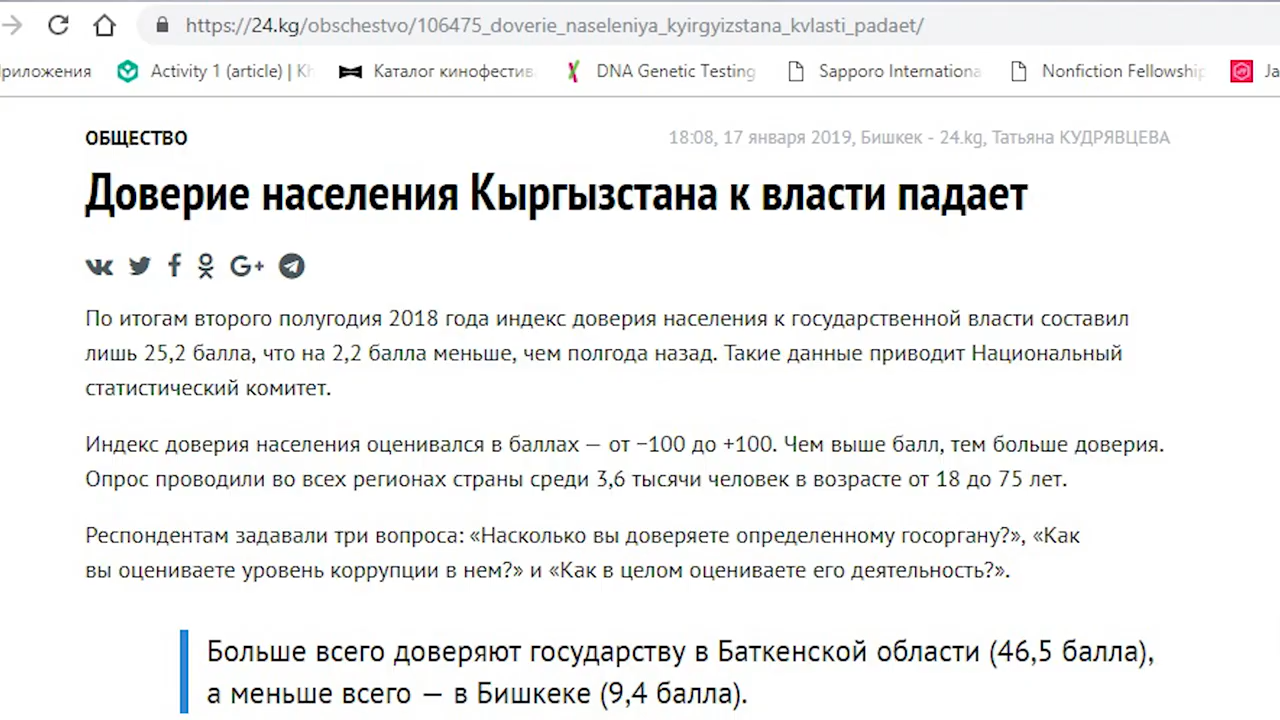 https://24.kg/obschestvo/106475_doverie_naseleniya_kyirgyizstana_kvlasti_padaet/
риложения Activity 1 (article) | Kh Каталог кинофестив DNA Genetic Testing Sapporo Internationa Nonfiction Fellowship Ja
ОБЩЕСТВО 18:08, 17 января 2019, Бишкек - 24.kg, Татьяна КУДРЯВЦЕВА
Доверие населения Кыргызстана к власти падает
По итогам второго полугодия 2018 года индекс доверия населения к государственной власти составил
лишь 25,2 балла, что на 2,2 балла меньше, чем полгода назад. Такие данные приводит Национальный
статистический комитет.
Индекс доверия населения оценивался в баллах — от −100 до +100. Чем выше балл, тем больше доверия.
Опрос проводили во всех регионах страны среди 3,6 тысячи человек в возрасте от 18 до 75 лет.
Респондентам задавали три вопроса: «Насколько вы доверяете определенному госоргану?», «Как
вы оцениваете уровень коррупции в нем?» и «Как в целом оцениваете его деятельность?».
Больше всего доверяют государству в Баткенской области (46,5 балла),
а меньше всего — в Бишкеке (9,4 балла).